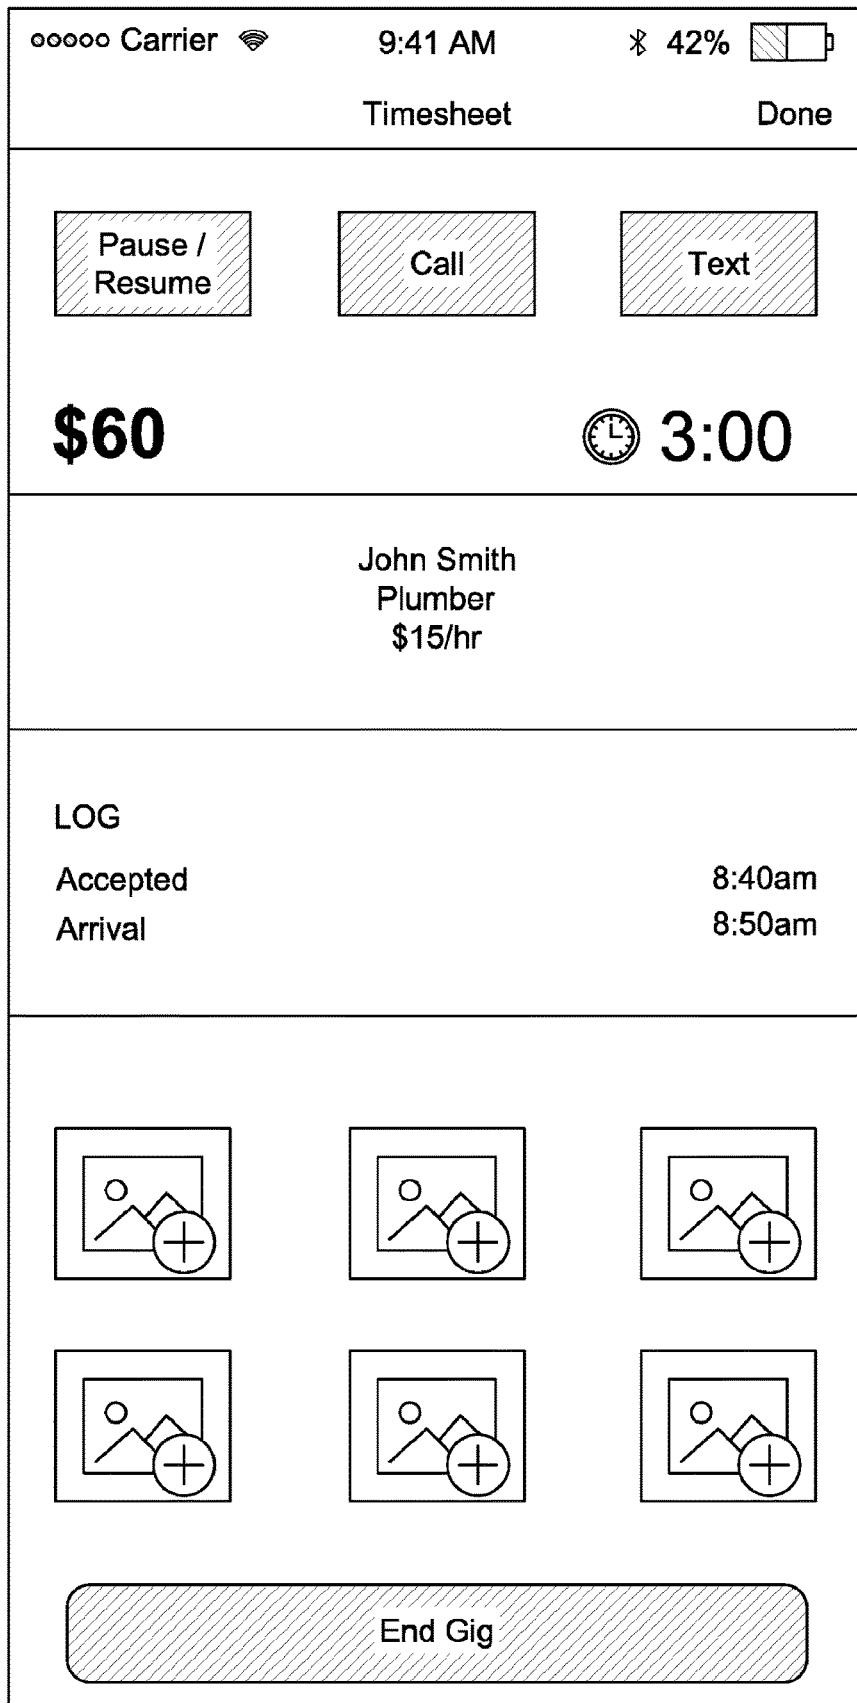 Carrier 9:41 AM 42%
Timesheet Done
Pause /
Resume
Call
Text
$60 3:00
John Smith
Plumber
$15/hr
LOG
Accepted 8:40am
Arrival 8:50am
End Gig